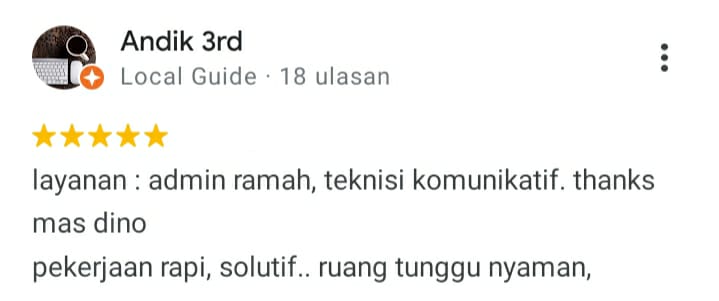 Andik 3rd
Local Guide · 18 ulasan
layanan : admin ramah, teknisi komunikatif. thanks
mas dino
pekerjaan rapi, solutif.. ruang tunggu nyaman,